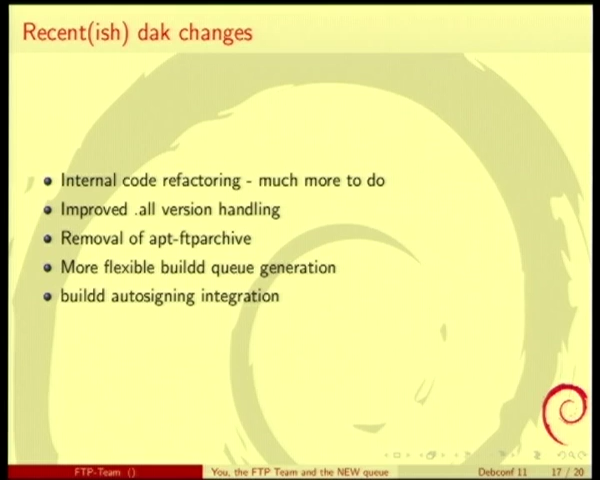 Recent(ish) dak changes
Internal code refactoring - much more to do
Improved .all version handling
Removal of apt-ftparchive
More flexible buildd queue generation
buildd autosigning integration
FTP-Team () You, the FTP Team and the NEW queue Debconf 11 17 / 20